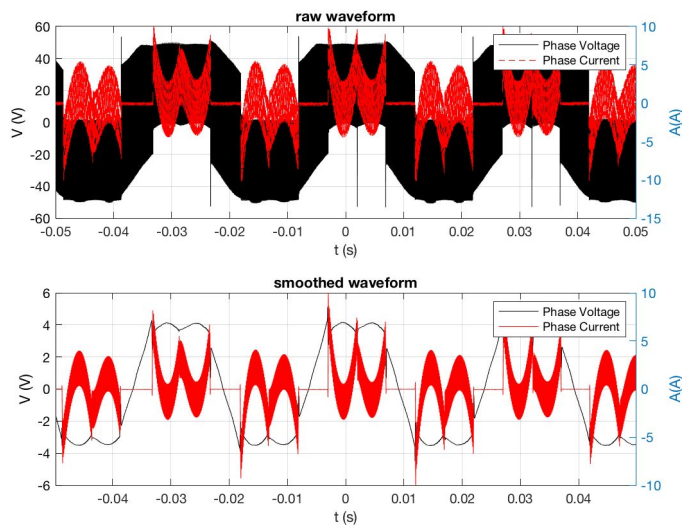 raw waveform
60
40
20
0
-20
-40
-60
V (V)
10
5
0
-5
-10
-15
A(A)
Phase Voltage
Phase Current
-0.05 -0.04 -0.03 -0.02 -0.01 0 0.01 0.02 0.03 0.04 0.05
t (s)
smoothed waveform
6
4
2
0
-2
-4
-6
V (V)
10
5
0
-5
-10
A(A)
Phase Voltage
Phase Current
-0.04 -0.03 -0.02 -0.01 0 0.01 0.02 0.03 0.04
t (s)